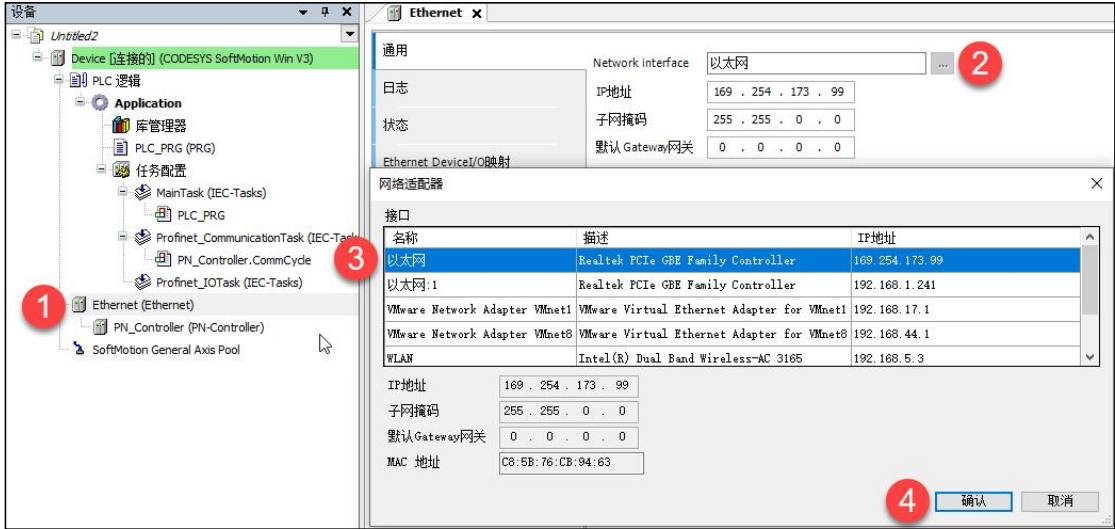 设备
Untitled2
Device [连接的] (CODESYS SoftMotion Win V3)
PLC 逻辑
Application
库管理器
PLC_PRG (PRG)
任务配置
MainTask (IEC-Tasks)
PLC_PRG
Profinet_CommunicationTask (IEC-Task
PN_Controller.CommCycle
Profinet_IOTask (IEC-Tasks)
1
Ethernet (Ethernet)
PN_Controller (PN-Controller)
SoftMotion General Axis Pool
Ethernet
通用
日志
状态
Ethernet DeviceI/O映射
Network interface 以太网 ... 2
IP地址 169 . 254 . 173 . 99
子网掩码 255 . 255 . 0 . 0
默认Gateway网关 0 . 0 . 0 . 0
网络适配器
接口
名称 描述 IP地址
3
以太网 Realtek PCIe GBE Family Controller 169.254.173.99
以太网:1 Realtek PCIe GBE Family Controller 192.168.1.241
VMware Network Adapter VMnet1 VMware Virtual Ethernet Adapter for VMnet1 192.168.17.1
VMware Network Adapter VMnet8 VMware Virtual Ethernet Adapter for VMnet8 192.168.44.1
WLAN Intel(R) Dual Band Wireless-AC 3165 192.168.5.3
IP地址 169 . 254 . 173 . 99
子网掩码 255 . 255 . 0 . 0
默认Gateway网关 0 . 0 . 0 . 0
MAC 地址 C8:5B:76:CB:94:63
4
确认 取消